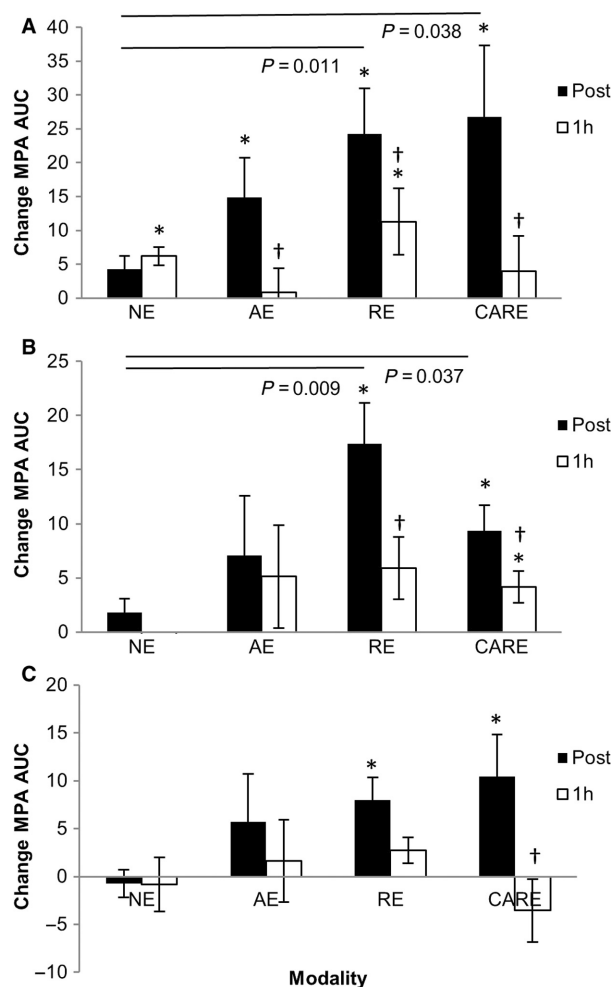 A
40
35
30
25
20
15
10
5
0
Change MPA AUC
P = 0.038
P = 0.011
*
*
*
*
†
†
*
†
Post
1h
NE AE RE CARE
B
25
20
15
10
5
0
Change MPA AUC
P = 0.009
P = 0.037
*
†
*
†
*
Post
1h
NE AE RE CARE
C
20
15
10
5
0
–5
–10
Change MPA AUC
*
*
†
Post
1h
NE AE RE CARE
Modality